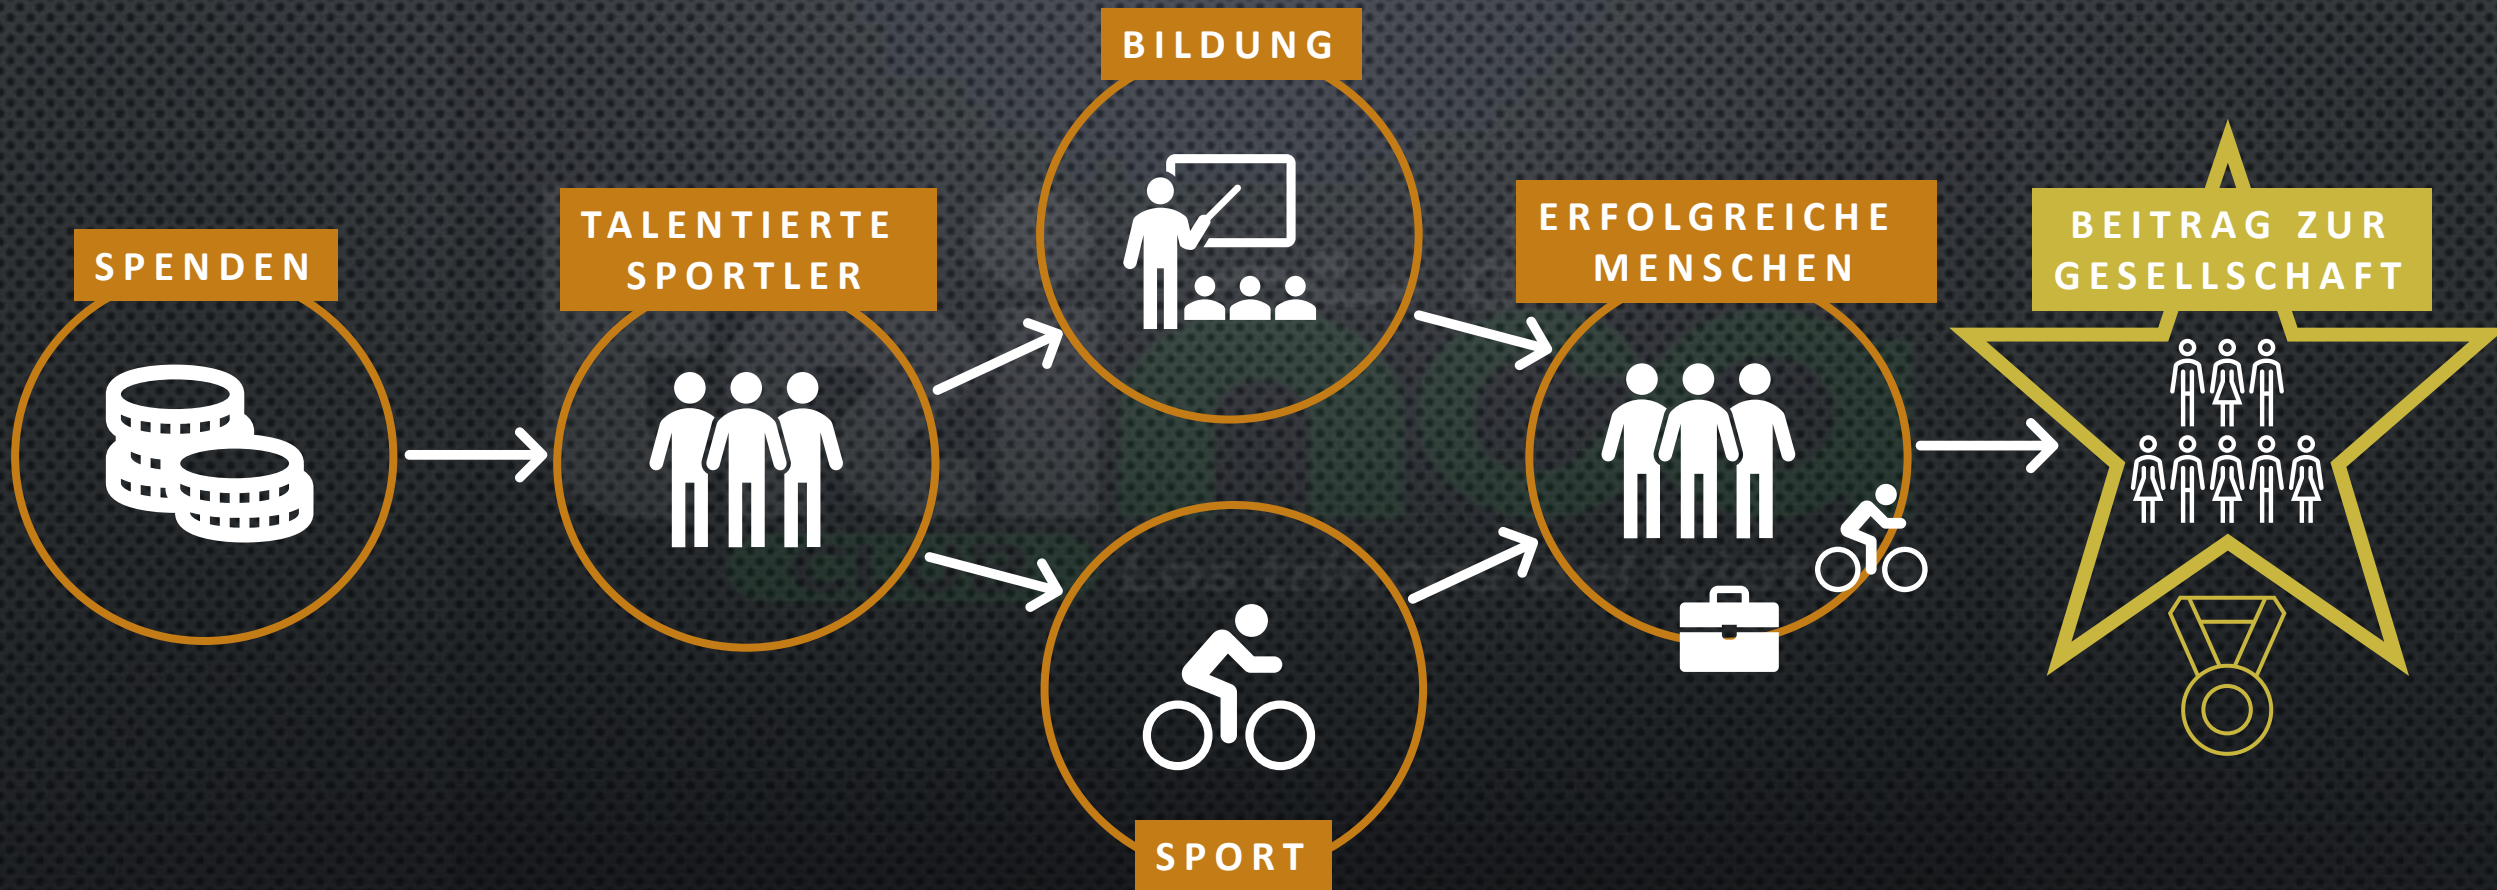 SPENDEN
TALENTIERTE
SPORTLER
BILDUNG
SPORT
ERFOLGREICHE
MENSCHEN
BEITRAG ZUR
GESELLSCHAFT